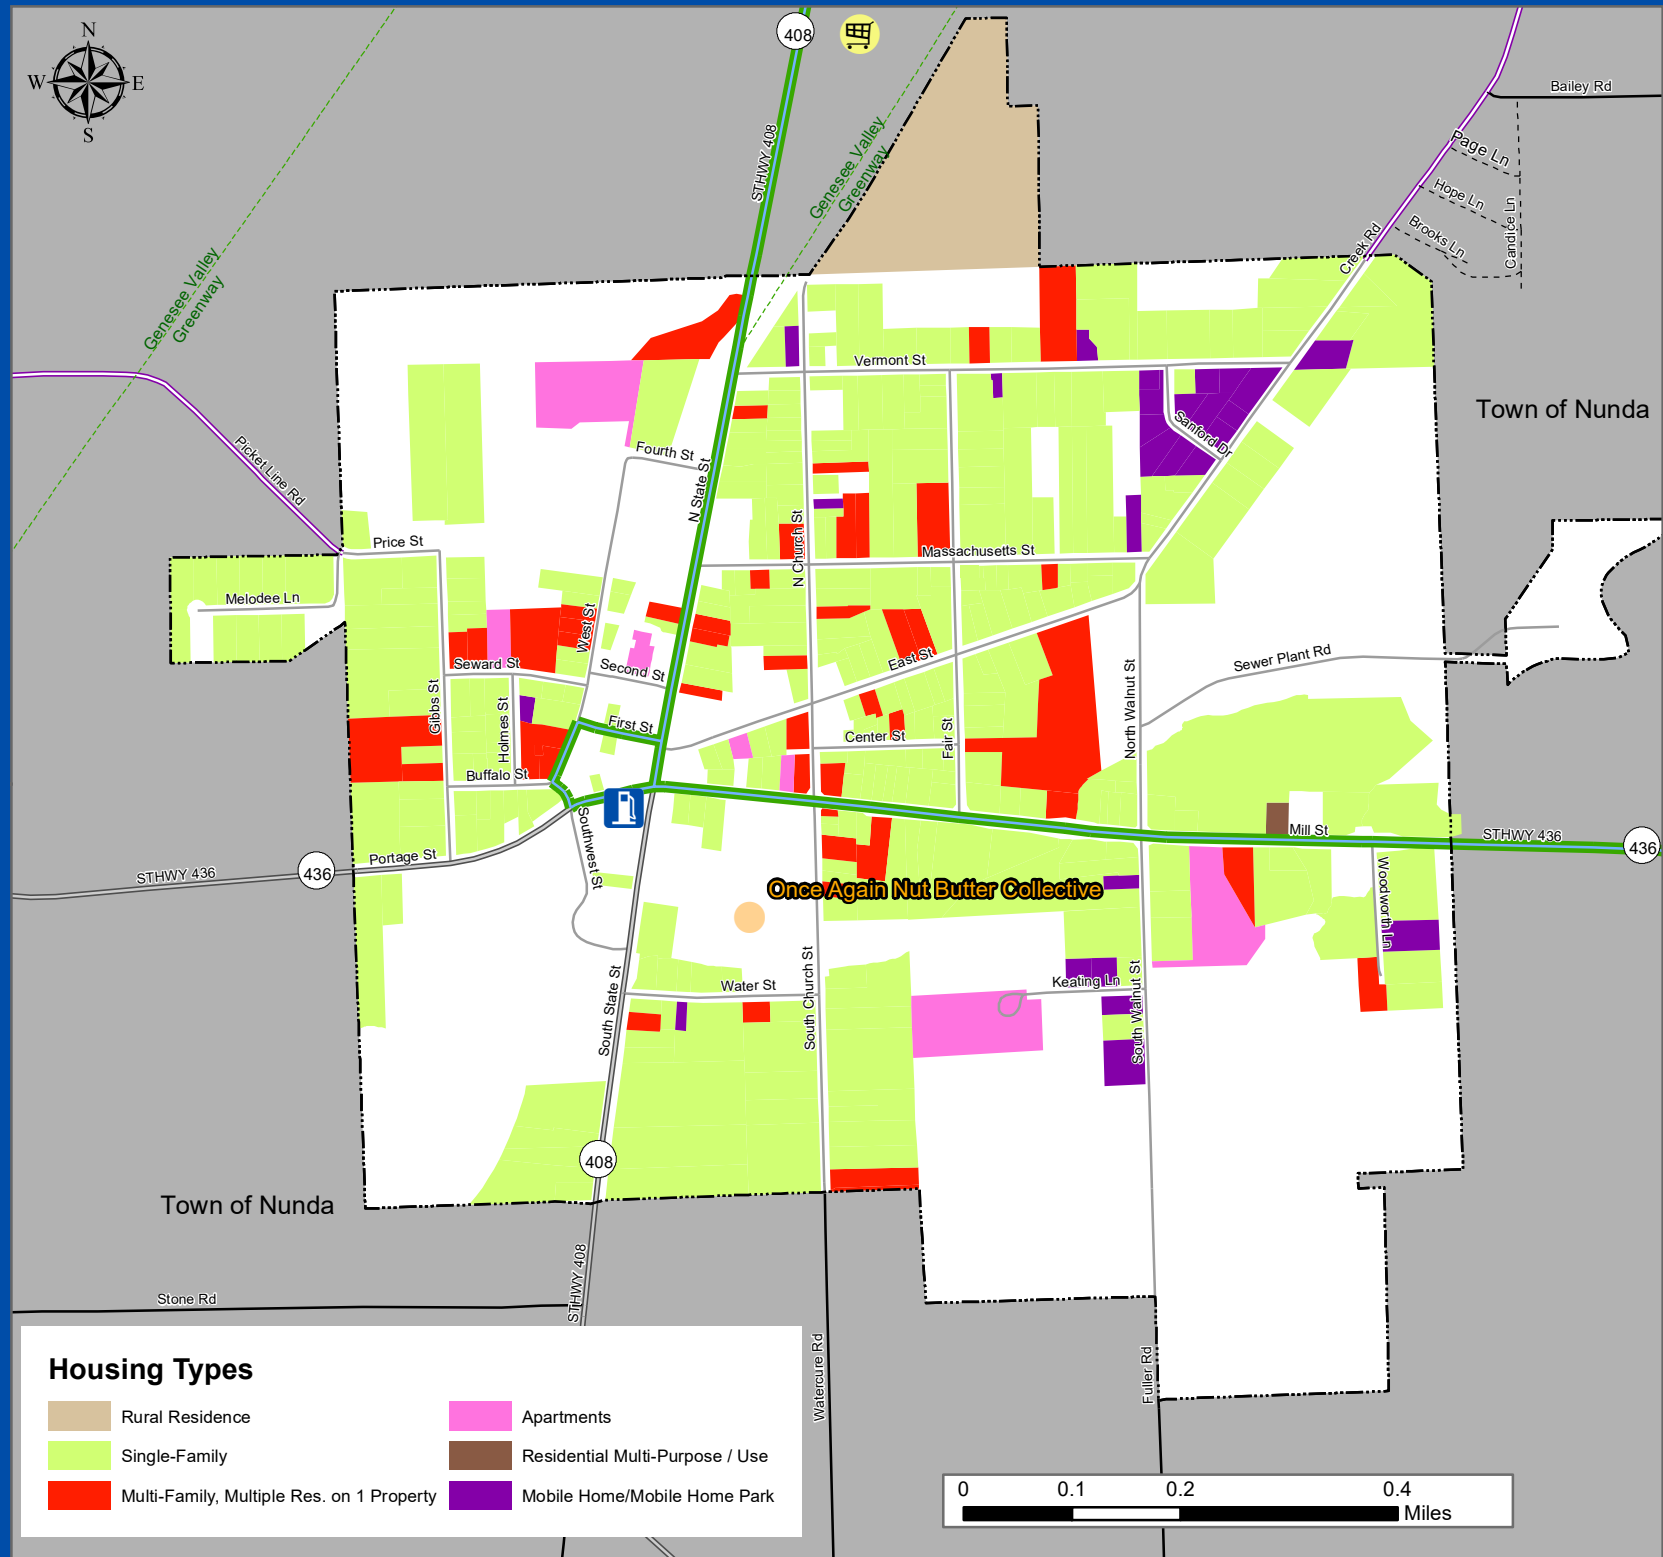 N
W
E
S
408
Bailey Rd
Page Ln
Hope Ln
Brooks Ln
Candice Ln
Creek Rd
STHWY 408
Genesee Valley
Greenway
Genesee Valley
Greenway
Vermont St
Town of Nunda
Sanford Dr
Picket Line Rd
Fourth St
N State St
N Church St
Massachusetts St
Price St
Melodee Ln
West St
Seward St
Second St
East St
North Walnut St
Sewer Plant Rd
Gibbs St
Holmes St
First St
Center St
Fair St
Buffalo St
Southwest St
Mill St
STHWY 436
436
Portage St
436
STHWY 436
Woodworth Ln
Once Again Nut Butter Collective
South State St
Water St
South Church St
Keating Ln
South Walnut St
408
Town of Nunda
STHWY 408
Stone Rd
Watercure Rd
Fuller Rd
Housing Types
Rural Residence
Single-Family
Multi-Family, Multiple Res. on 1 Property
Apartments
Residential Multi-Purpose / Use
Mobile Home/Mobile Home Park
0 0.1 0.2 0.4
Miles